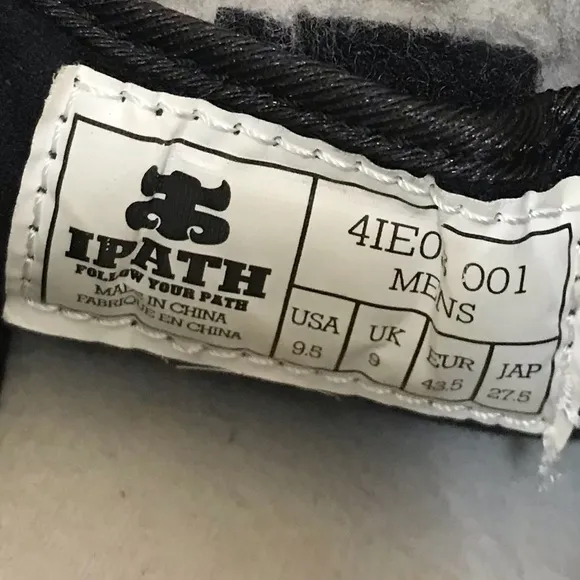 IPATH
FOLLOW YOUR PATH
MADE IN CHINA
FABRIQUE EN CHINA
001
MENS
USA UK EUR JAP
9.5 9 43.5 27.5